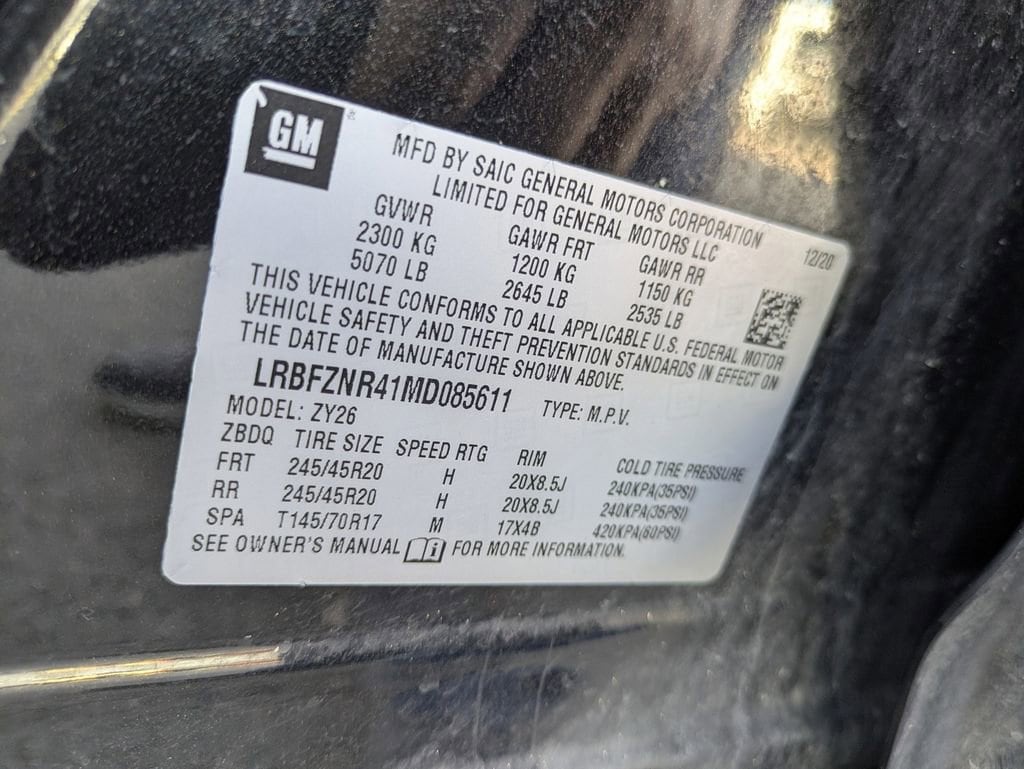 GM
MFD BY SAIC GENERAL MOTORS CORPORATION
LIMITED FOR GENERAL MOTORS LLC
12/20
GVWR GAWR FRT GAWR RR
2300 KG 1200 KG 1150 KG
5070 LB 2645 LB 2535 LB
THIS VEHICLE CONFORMS TO ALL APPLICABLE U.S. FEDERAL MOTOR
VEHICLE SAFETY AND THEFT PREVENTION STANDARDS IN EFFECT ON
THE DATE OF MANUFACTURE SHOWN ABOVE.
LRBFZNR41MD085611 TYPE: M.P.V.
MODEL: ZY26
ZBDQ TIRE SIZE SPEED RTG RIM COLD TIRE PRESSURE
FRT 245/45R20 H 20X8.5J 240KPA(35PSI)
RR 245/45R20 H 20X8.5J 240KPA(35PSI)
SPA T145/70R17 M 17X4B 420KPA(60PSI)
SEE OWNER'S MANUAL i FOR MORE INFORMATION.